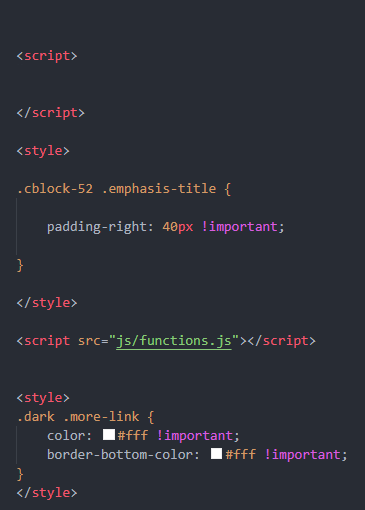 <script>
</script>
<style>
.cblock-52 .emphasis-title {
padding-right: 40px !important;
}
</style>
<script src="js/functions.js"></script>
<style>
.dark .more-link {
color: #fff !important;
border-bottom-color: #fff !important;
}
</style>